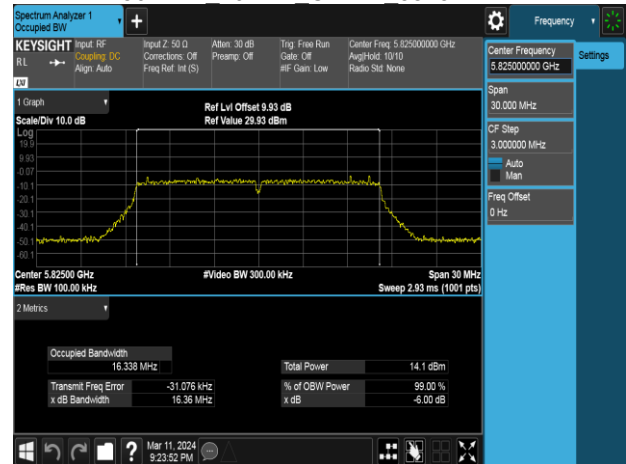 Spectrum Analyzer 1
Occupied BW
Frequency
KEYSIGHT
RL
LXI
Input: RF
Coupling: DC
Align: Auto
Input Z: 50 Ω
Corrections: Off
Freq Ref: Int (S)
Atten: 30 dB
Preamp: Off
Trig: Free Run
Gate: Off
#IF Gain: Low
Center Freq: 5.825000000 GHz
Avg|Hold: 10/10
Radio Std: None
Center Frequency
5.825000000 GHz
Settings
Span
30.000 MHz
CF Step
3.000000 MHz
Auto
Man
Freq Offset
0 Hz
1 Graph
Scale/Div 10.0 dB
Ref Lvl Offset 9.93 dB
Ref Value 29.93 dBm
Log
19.9
9.93
-0.07
-10.1
-20.1
-30.1
-40.1
-50.1
-60.1
Center 5.82500 GHz
#Video BW 300.00 kHz
Span 30 MHz
#Res BW 100.00 kHz
Sweep 2.93 ms (1001 pts)
2 Metrics
Occupied Bandwidth
16.338 MHz
Total Power 14.1 dBm
Transmit Freq Error -31.076 kHz
% of OBW Power 99.00 %
x dB Bandwidth 16.36 MHz
x dB -6.00 dB
?
Mar 11, 2024
9:23:52 PM